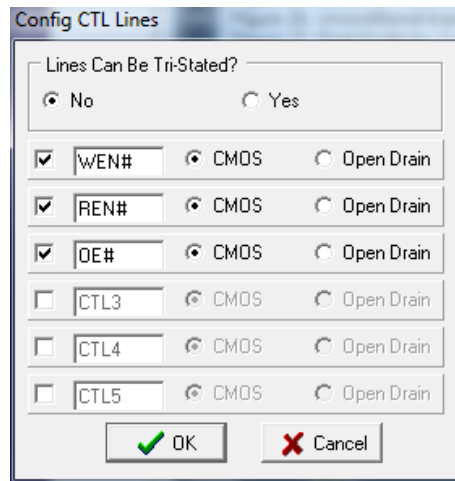 Config CTL Lines
Lines Can Be Tri-Stated?
No Yes
WEN# CMOS Open Drain
REN# CMOS Open Drain
OE# CMOS Open Drain
CTL3 CMOS Open Drain
CTL4 CMOS Open Drain
CTL5 CMOS Open Drain
OK Cancel